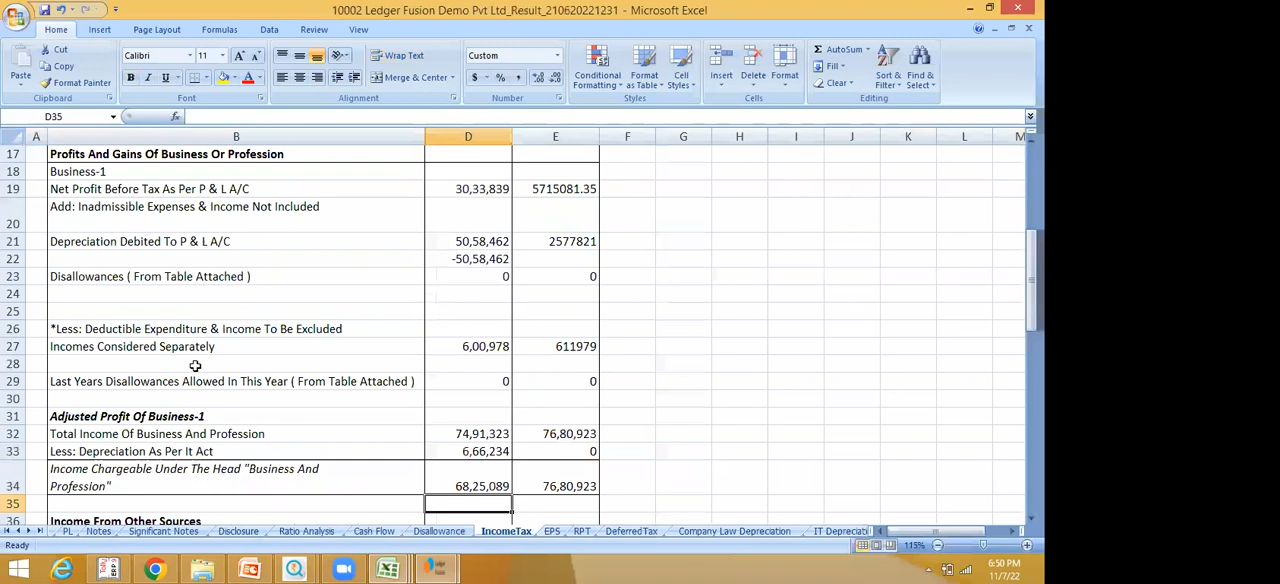 10002 Ledger Fusion Demo Pvt Ltd_Result_210620221231 - Microsoft Excel
Home Insert Page Layout Formulas Data Review View
Cut
Copy
Format Painter
Paste
Clipboard
Calibri 11
B I U
Font
Wrap Text
Merge & Center
Alignment
Custom
$ % ,
Number
Conditional Formatting
Format as Table
Cell Styles
Styles
Insert Delete Format
Cells
AutoSum
Fill
Clear
Sort & Filter
Find & Select
Editing
D35 fx
A B D E F G H I J K L M
17 Profits And Gains Of Business Or Profession
18 Business-1
19 Net Profit Before Tax As Per P & L A/C 30,33,839 5715081.35
20 Add: Inadmissible Expenses & Income Not Included
21 Depreciation Debited To P & L A/C 50,58,462 2577821
22 -50,58,462
23 Disallowances ( From Table Attached ) 0 0
24
25
26 *Less: Deductible Expenditure & Income To Be Excluded
27 Incomes Considered Separately 6,00,978 611979
28
29 Last Years Disallowances Allowed In This Year ( From Table Attached ) 0 0
30
31 Adjusted Profit Of Business-1
32 Total Income Of Business And Profession 74,91,323 76,80,923
33 Less: Depreciation As Per It Act 6,66,234 0
Income Chargeable Under The Head "Business And
34 Profession" 68,25,089 76,80,923
35
36 Income From Other Sources
PL Notes Significant Notes Disclosure Ratio Analysis Cash Flow Disallowance IncomeTax EPS RPT DeferredTax Company Law Depreciation IT Depreciati
Ready 115%
6:50 PM
11/7/22